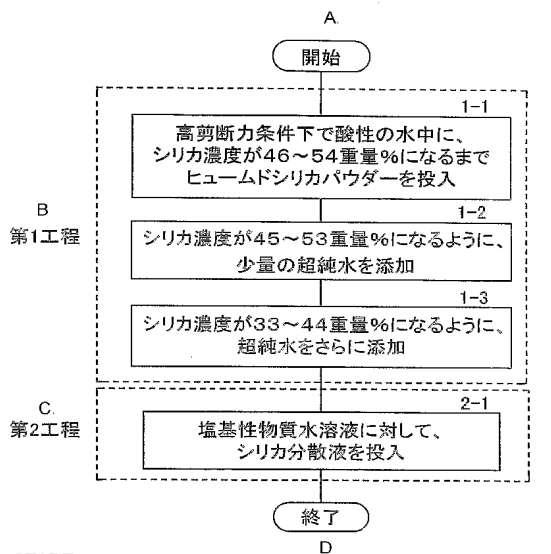 A.
開始
1-1
高剪断力条件下で酸性の水中に、
シリカ濃度が46～54重量%になるまで
ヒュームドシリカパウダーを投入
B
第1工程
1-2
シリカ濃度が45～53重量%になるように、
少量の超純水を添加
1-3
シリカ濃度が33～44重量%になるように、
超純水をさらに添加
C.
第2工程
2-1
塩基性物質水溶液に対して、
シリカ分散液を投入
終了
D